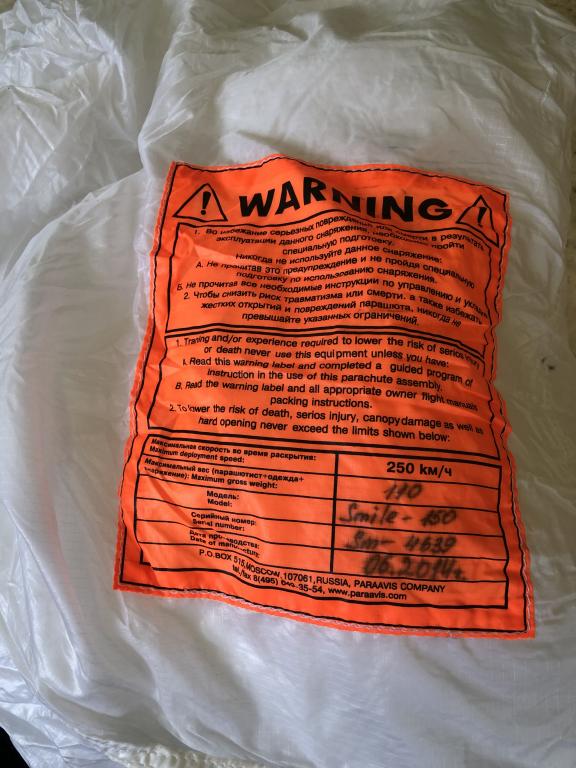 WARNING
1. Во избежание серьезных повреждений или смерти в результате
эксплуатации данного снаряжения, необходимо пройти
специальную подготовку.
Никогда не используйте данное снаряжение:
А. Не прочитав это предупреждение и не пройдя специальную
подготовку по использованию снаряжения.
Б. Не прочитав все необходимые инструкции по управлению и укладке
2. Чтобы снизить риск травматизма или смерти, а также избежать
жестких открытий и повреждений парашюта, никогда не
превышайте указанных ограничений.
1. Traning and/or experience required to lower the risk of serios injury
or death never use this equipment unless you have:
A. Read this warning label and completed a guided program of
instruction in the use of this parachute assembly.
B. Read the warning label and all appropriate owner flight manuals
packing instructions.
2. To lower the risk of death, serios injury, canopy damage as well as
hard opening never exceed the limits shown below:
Максимальная скорость во время раскрытия:
Maximum deployment speed:
250 км/ч
Максимальный вес (парашютист+одежда+
снаряжение): Maximum gross weight:
110
Модель:
Model:
Smile-150
Серийный номер:
Serial number:
Sm-4639
Дата производства:
Date of manufacture:
06.2014г.
P.O.BOX 515,MOSCOW,107061,RUSSIA, PARAAVIS COMPANY
tel./fax 8(495) 35-54, www.paraavis.com